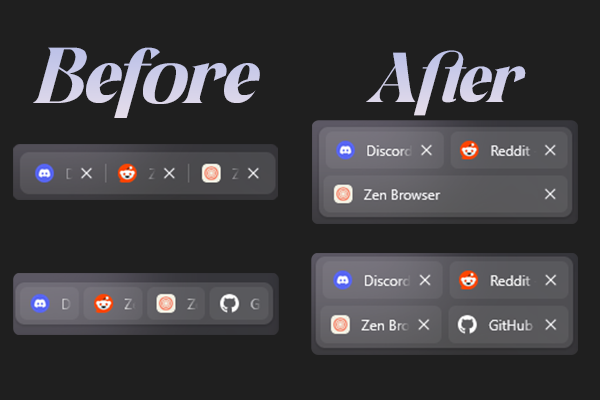 Before
After
D
Z
Z
Discord
Reddit
Zen Browser
D
Z
Z
G
Discord
Reddit
Zen Bro
GitHub